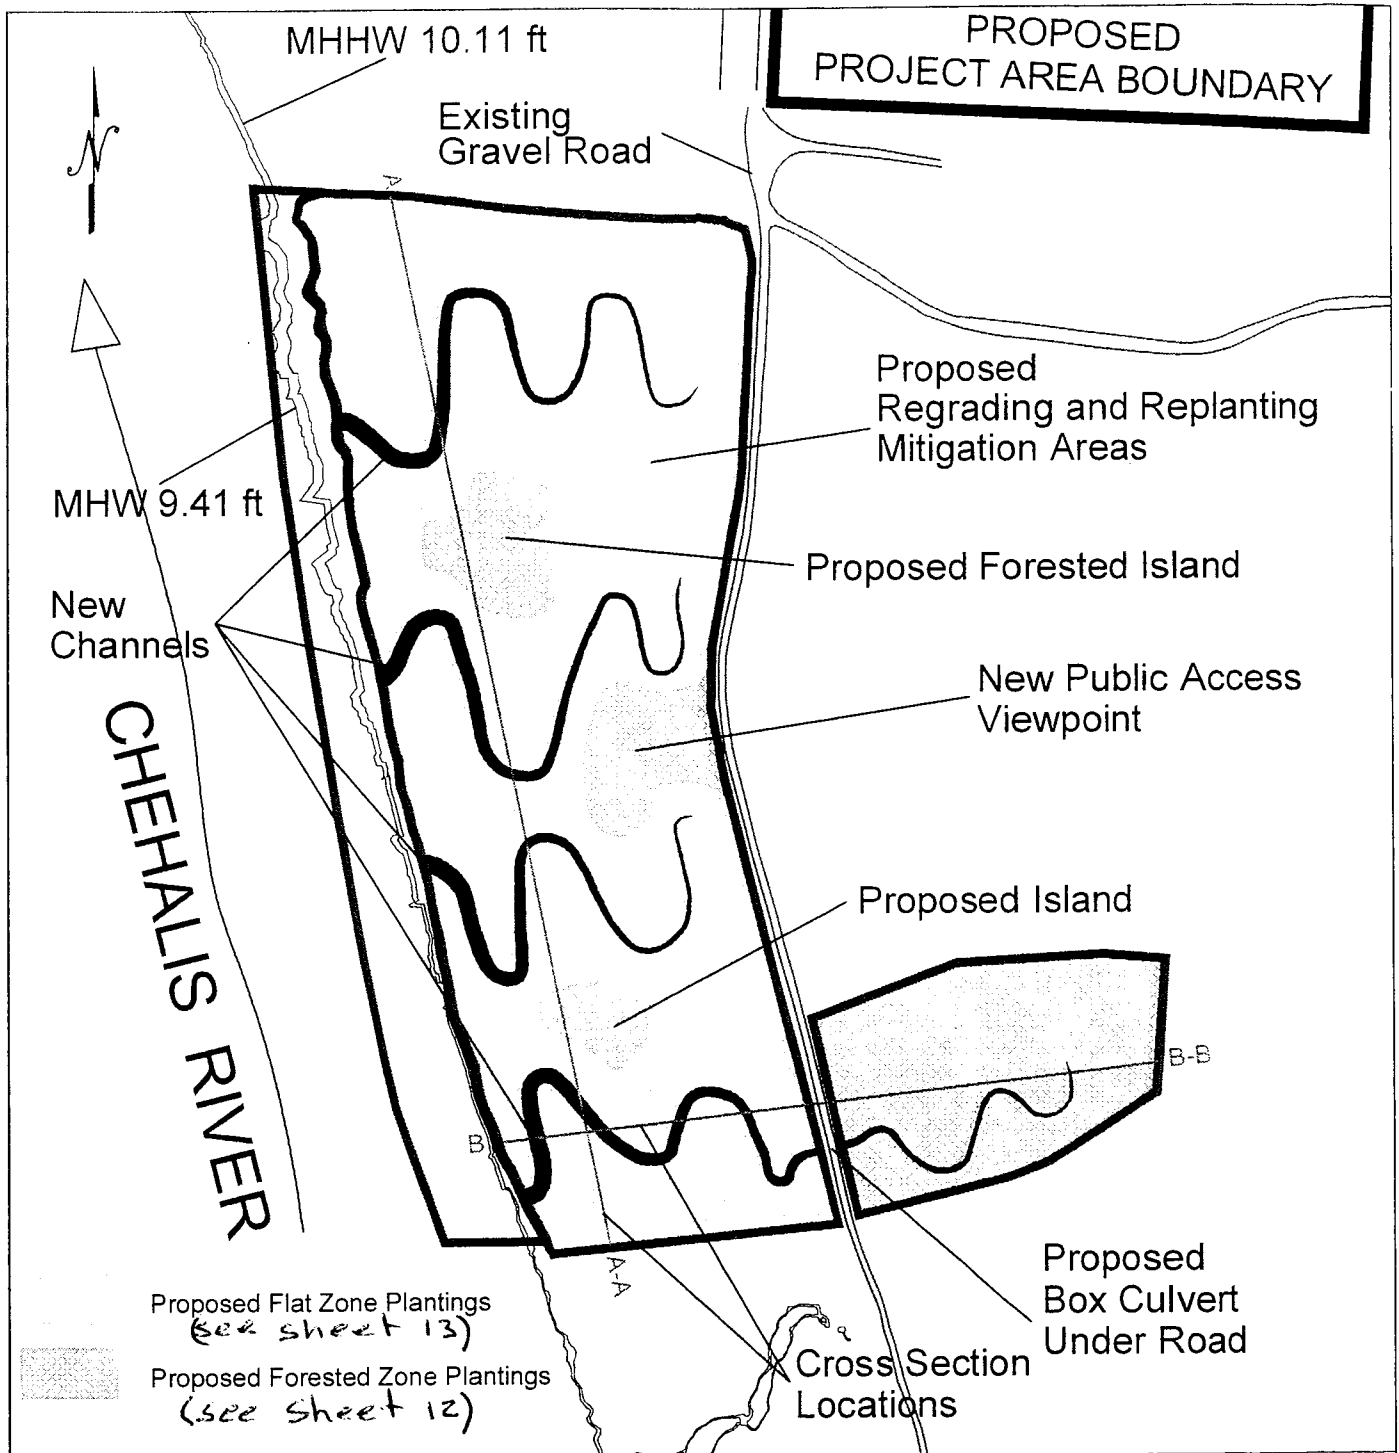 MHHW 10.11 ft
PROPOSED
PROJECT AREA BOUNDARY
Existing
Gravel Road
N
A
Proposed
Regrading and Replanting
Mitigation Areas
MHW 9.41 ft
Proposed Forested Island
New
Channels
New Public Access
Viewpoint
CHEHALIS RIVER
Proposed Island
B-B
B
A-A
Proposed
Box Culvert
Under Road
Proposed Flat Zone Plantings
(see sheet 13)
Proposed Forested Zone Plantings
(see sheet 12)
Cross Section
Locations